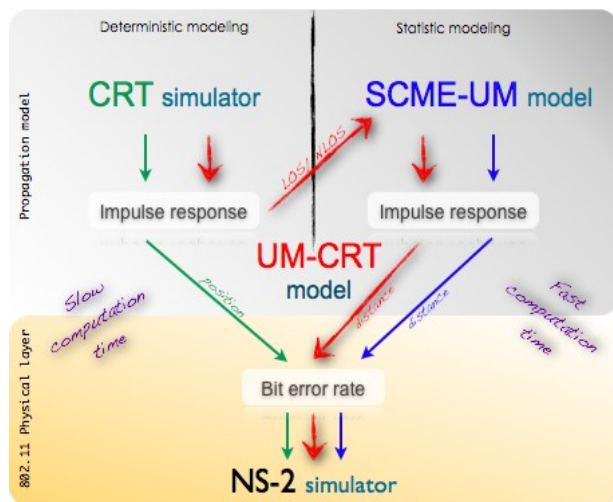 Deterministic modeling
Statistic modeling
Propagation model
CRT simulator
SCME-UM model
LOS/NLOS
Impulse response
Impulse response
UM-CRT
model
position
distance
distance
Slow
computation
time
Fast
computation
time
802.11 Physical layer
Bit error rate
NS-2 simulator